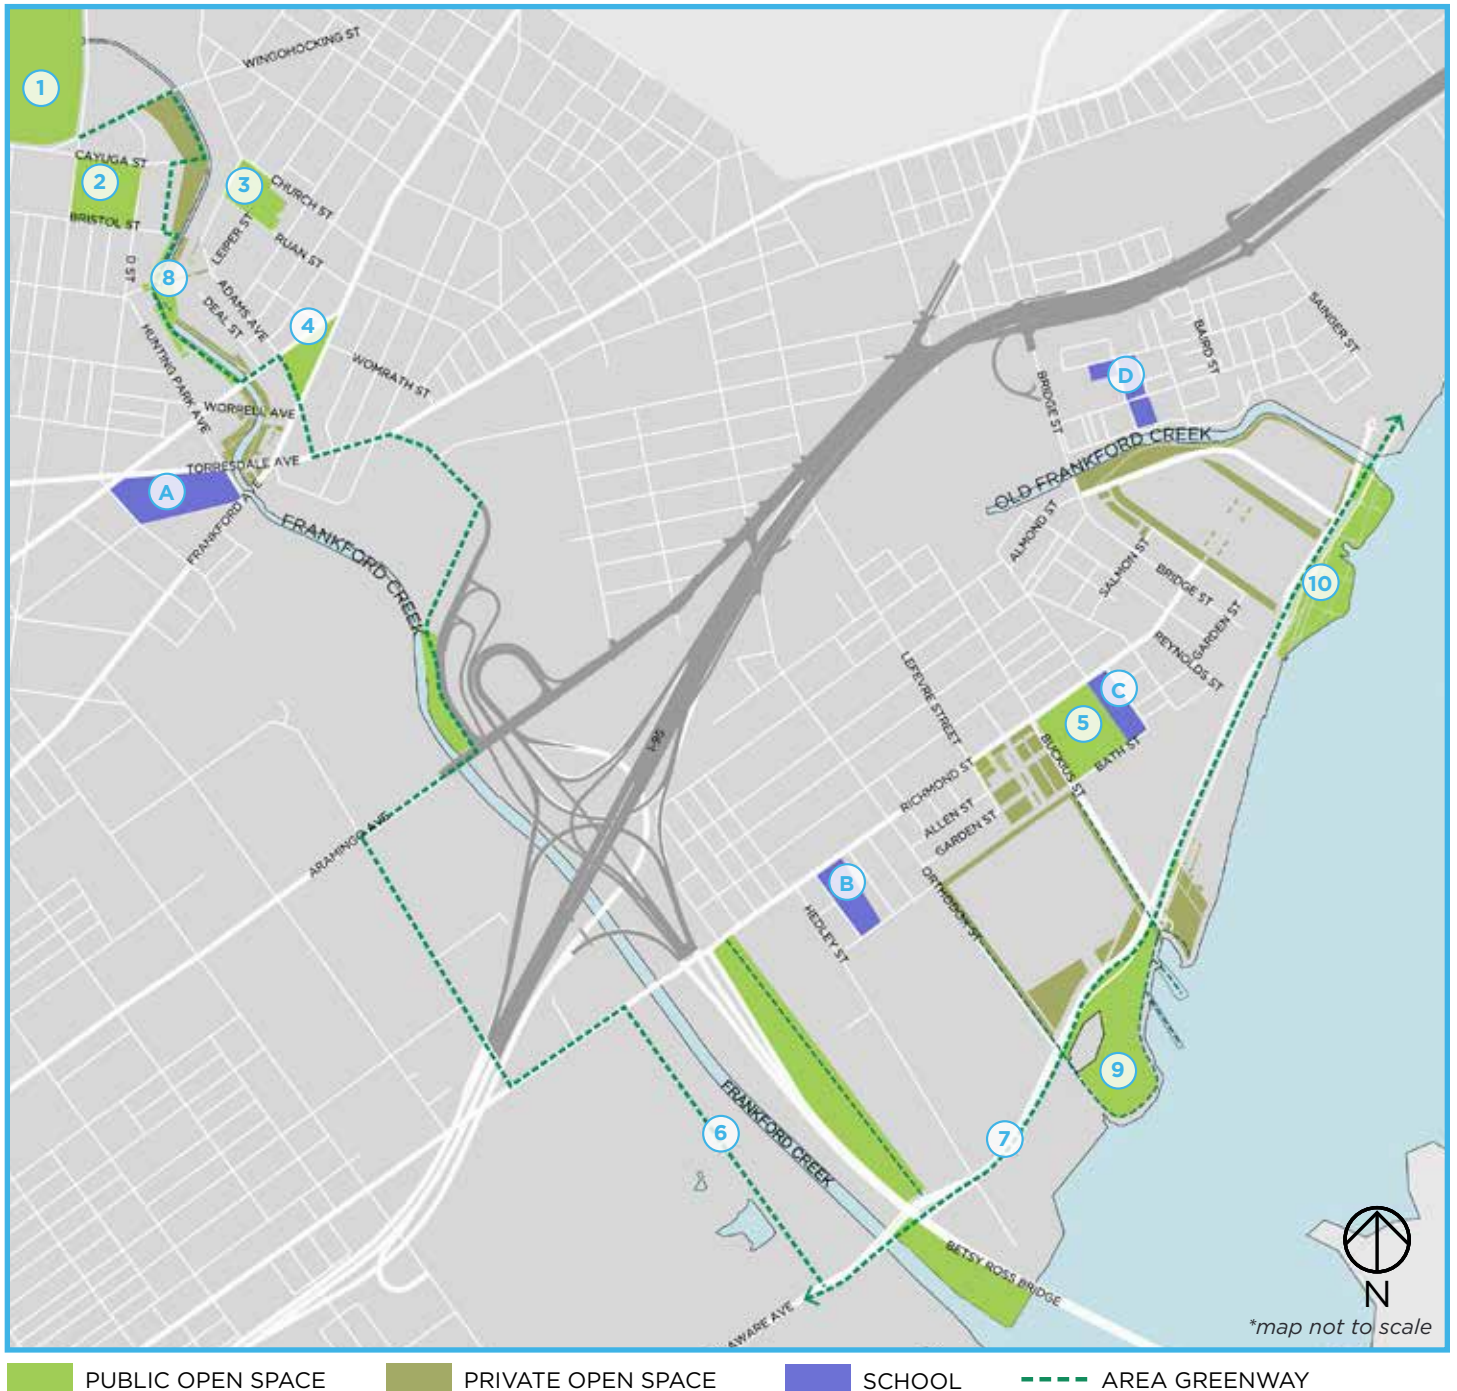 WINGOHOCKING ST
1
CAYUGA ST
2
3
CHURCH ST
BRISTOL ST
LEIPER ST
RUAN ST
D ST
8
ADAMS AVE
DEAL ST
4
HUNTING PARK AVE
WOMRATH ST
WORRELL AVE
TORRESDALE AVE
A
FRANKFORD AVE
FRANKFORD CREEK
SAINGER ST
BAIRD ST
D
BRIDGE ST
OLD FRANKFORD CREEK
ALMOND ST
SALMON ST
BRIDGE ST
10
GARDEN ST
REYNOLDS ST
LEFEVRE STREET
C
5
I-95
BUCKIUS ST
BATH ST
RICHMOND ST
ALLEN ST
GARDEN ST
ARAMINGO AVE
B
ORTHODOX ST
HEDLEY ST
9
6
FRANKFORD CREEK
7
BETSY ROSS BRIDGE
AWARE AVE
N
*map not to scale
PUBLIC OPEN SPACE
PRIVATE OPEN SPACE
SCHOOL
AREA GREENWAY